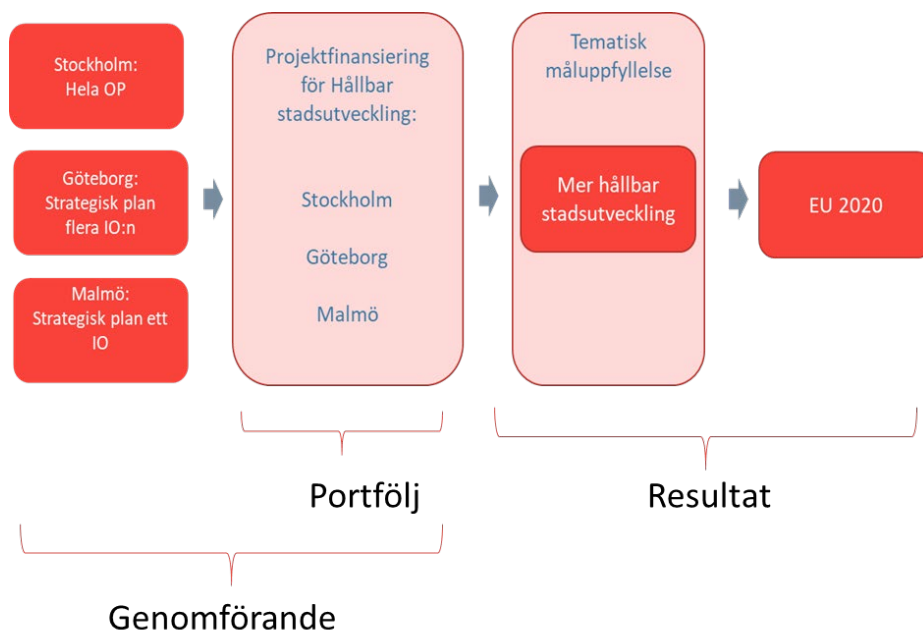 Stockholm:
Hela OP
Göteborg:
Strategisk plan
flera IO:n
Malmö:
Strategisk plan ett
IO
Projektfinansiering
för Hållbar
stadsutveckling:
Stockholm
Göteborg
Malmö
Tematisk
måluppfyllelse
Mer hållbar
stadsutveckling
EU 2020
Portfölj
Resultat
Genomförande